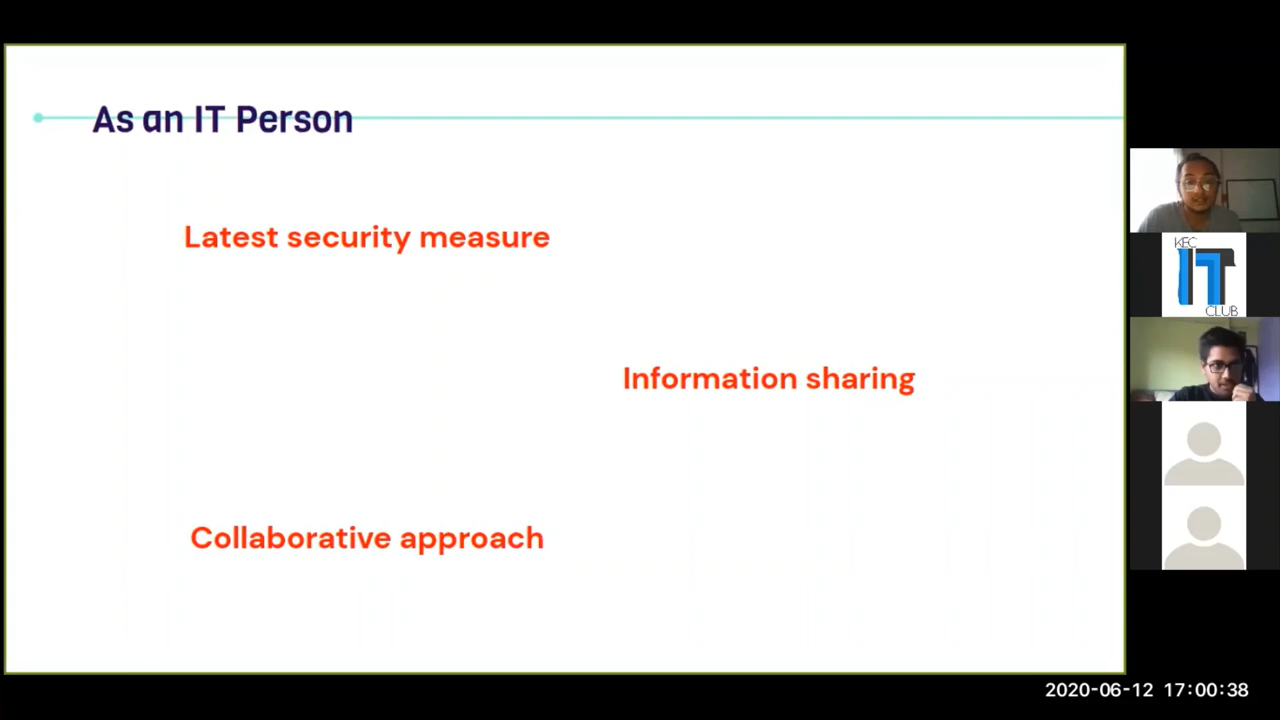 As an IT Person
Latest security measure
Information sharing
Collaborative approach
KEC
IT
CLUB
2020-06-12 17:00:38